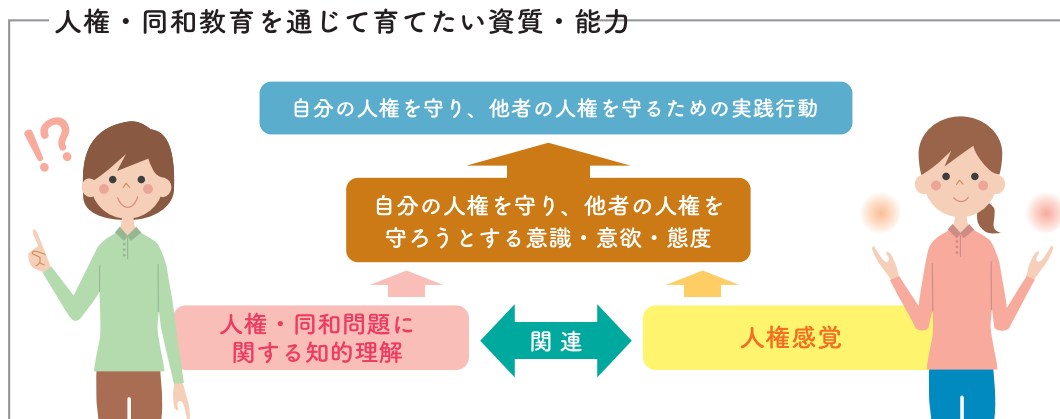 人権・同和教育を通じて育てたい資質・能力
!?
自分の人権を守り、他者の人権を守るための実践行動
自分の人権を守り、他者の人権を
守ろうとする意識・意欲・態度
人権・同和問題に
関する知的理解
関連
人権感覚